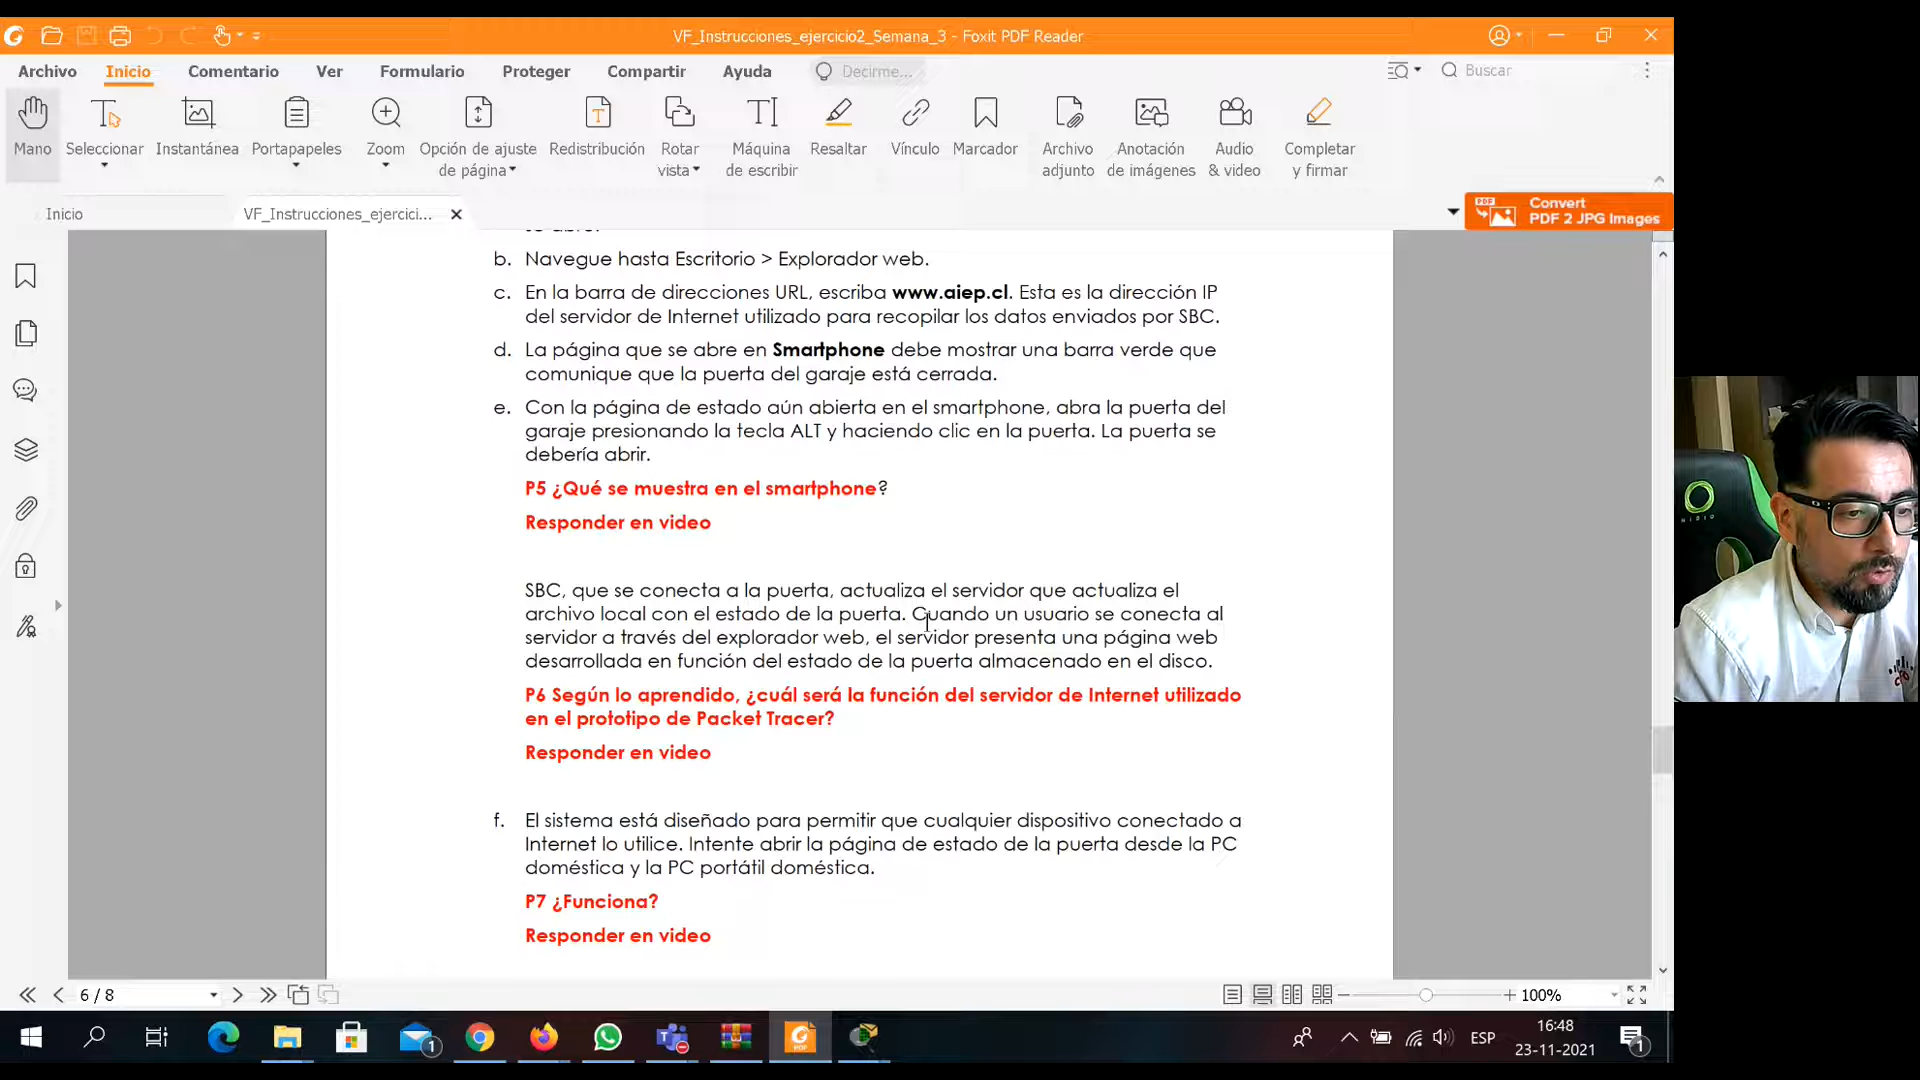 VF_Instrucciones_ejercicio2_Semana_3 - Foxit PDF Reader
Archivo Inicio Comentario Ver Formulario Proteger Compartir Ayuda Decirme... Buscar
Mano Seleccionar Instantánea Portapapeles Zoom Opción de ajuste de página Redistribución Rotar vista Máquina de escribir Resaltar Vínculo Marcador Archivo adjunto Anotación de imágenes Audio & video Completar y firmar
Inicio VF_Instrucciones_ejercici... Convert
PDF 2 JPG Images
b. Navegue hasta Escritorio > Explorador web.
c. En la barra de direcciones URL, escriba www.aiep.cl. Esta es la dirección IP
del servidor de Internet utilizado para recopilar los datos enviados por SBC.
d. La página que se abre en Smartphone debe mostrar una barra verde que
comunique que la puerta del garaje está cerrada.
e. Con la página de estado aún abierta en el smartphone, abra la puerta del
garaje presionando la tecla ALT y haciendo clic en la puerta. La puerta se
debería abrir.
P5 ¿Qué se muestra en el smartphone?
Responder en video
SBC, que se conecta a la puerta, actualiza el servidor que actualiza el
archivo local con el estado de la puerta. Cuando un usuario se conecta al
servidor a través del explorador web, el servidor presenta una página web
desarrollada en función del estado de la puerta almacenado en el disco.
P6 Según lo aprendido, ¿cuál será la función del servidor de Internet utilizado
en el prototipo de Packet Tracer?
Responder en video
f. El sistema está diseñado para permitir que cualquier dispositivo conectado a
Internet lo utilice. Intente abrir la página de estado de la puerta desde la PC
doméstica y la PC portátil doméstica.
P7 ¿Funciona?
Responder en video
6 / 8 100%
ESP
16:48
23-11-2021